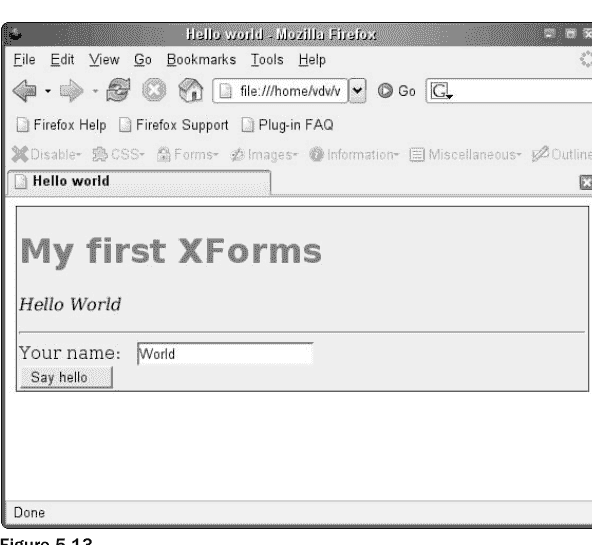 Hello world - Mozilla Firefox
File Edit View Go Bookmarks Tools Help
file:///home/vdv/v Go G
Firefox Help Firefox Support Plug-in FAQ
Disable CSS Forms Images Information Miscellaneous Outline
Hello world
My first XForms
Hello World
Your name: World
Say hello
Done
Figure 5-13